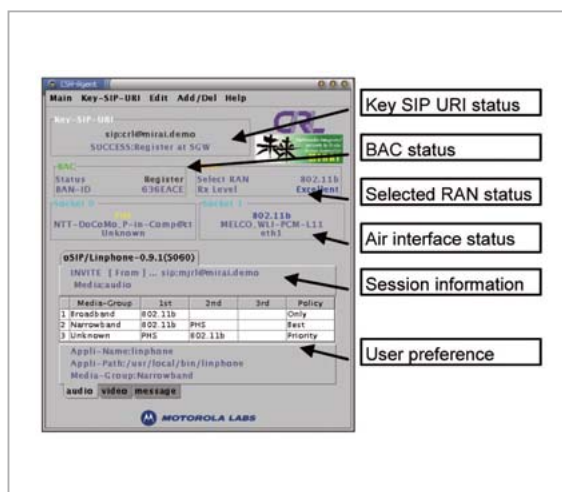 CSH-Agent
Main Key-SIP-URI Edit Add/Del Help
Key-SIP-URI
sip:crl@mirai.demo
SUCCESS:Register at SGW
CRL
MIRAI
BAC
Status Register
BAN-ID 636EACE
Select RAN 802.11b
Rx Level Excellent
Socket 0
PHS
NTT-DoCoMo_P-in-Comp@ct
Unknown
Socket 1
802.11b
MELCO_WLI-PCM-L11
eth1
oSIP/Linphone-0.9.1(5060)
INVITE [ From ] ... sip:mjrl@mirai.demo
Media:audio
Media-Group 1st 2nd 3rd Policy
1 Broadband 802.11b Only
2 Narrowband 802.11b PHS Best
3 Unknown PHS 802.11b Priority
Appli-Name:linphone
Appli-Path:/usr/local/bin/linphone
Media-Group:Narrowband
audio video message
MOTOROLA LABS
Key SIP URI status
BAC status
Selected RAN status
Air interface status
Session information
User preference